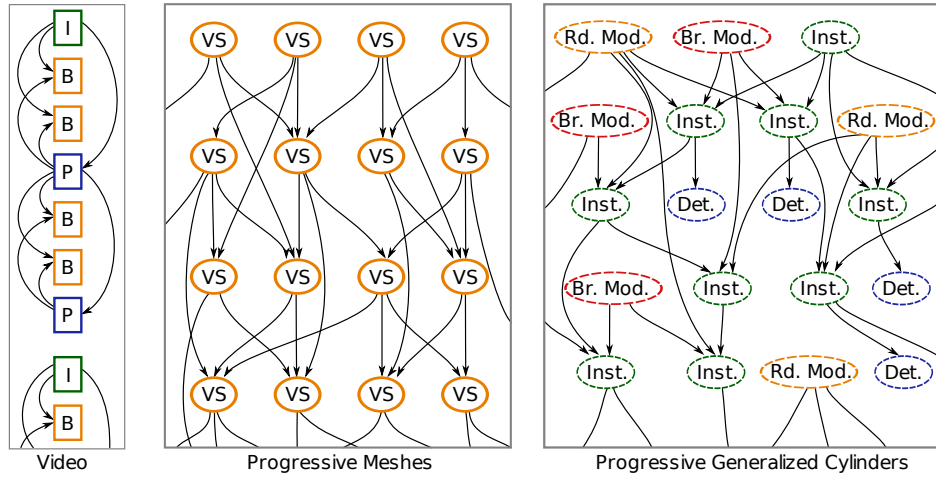 I
B
B
P
B
B
P
I
B
Video
VS VS VS VS
VS VS VS VS
VS VS VS VS
VS VS VS VS
Progressive Meshes
Rd. Mod. Br. Mod. Inst.
Br. Mod. Inst. Inst. Rd. Mod.
Inst. Det. Det. Inst.
Br. Mod. Inst. Inst. Det.
Inst. Inst. Rd. Mod. Det.
Progressive Generalized Cylinders